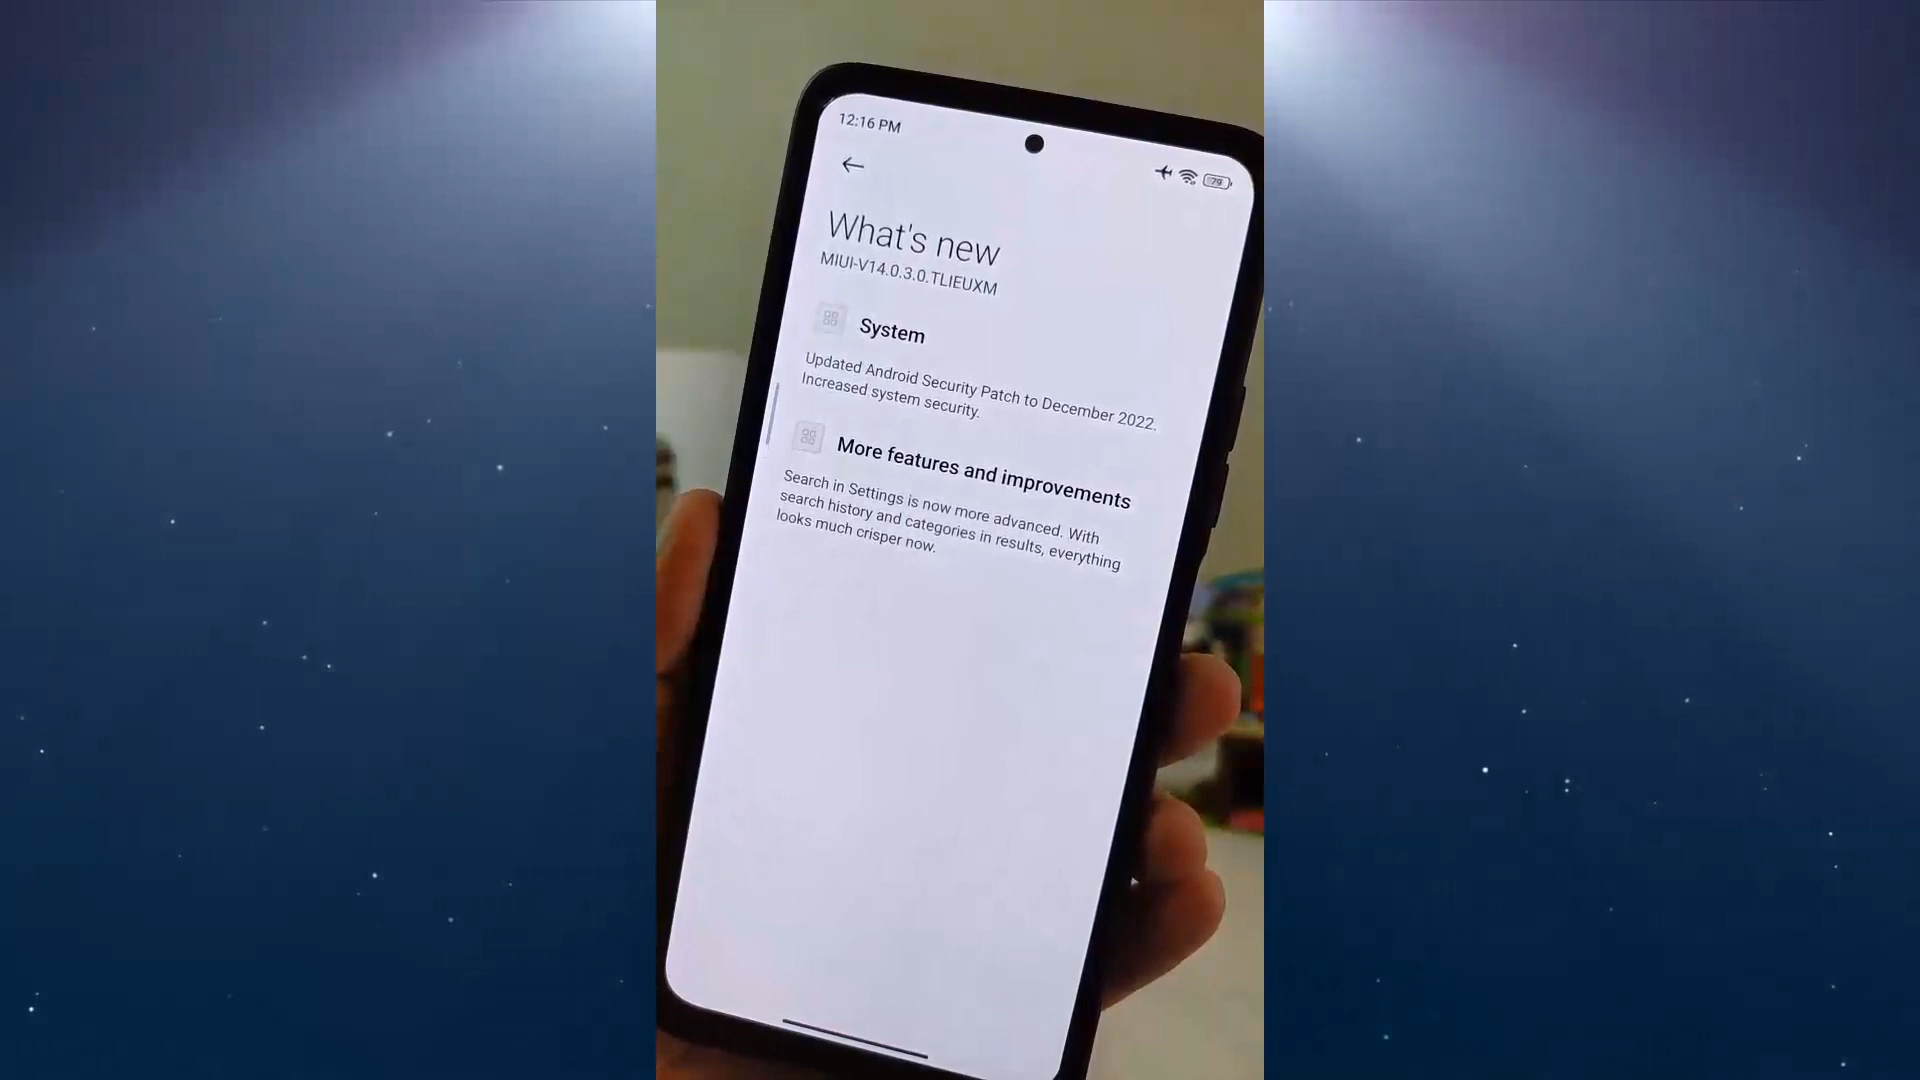 12:16 PM
79
What's new
MIUI-V14.0.3.0.TLIEUXM
System
Updated Android Security Patch to December 2022.
Increased system security.
More features and improvements
Search in Settings is now more advanced. With
search history and categories in results, everything
looks much crisper now.